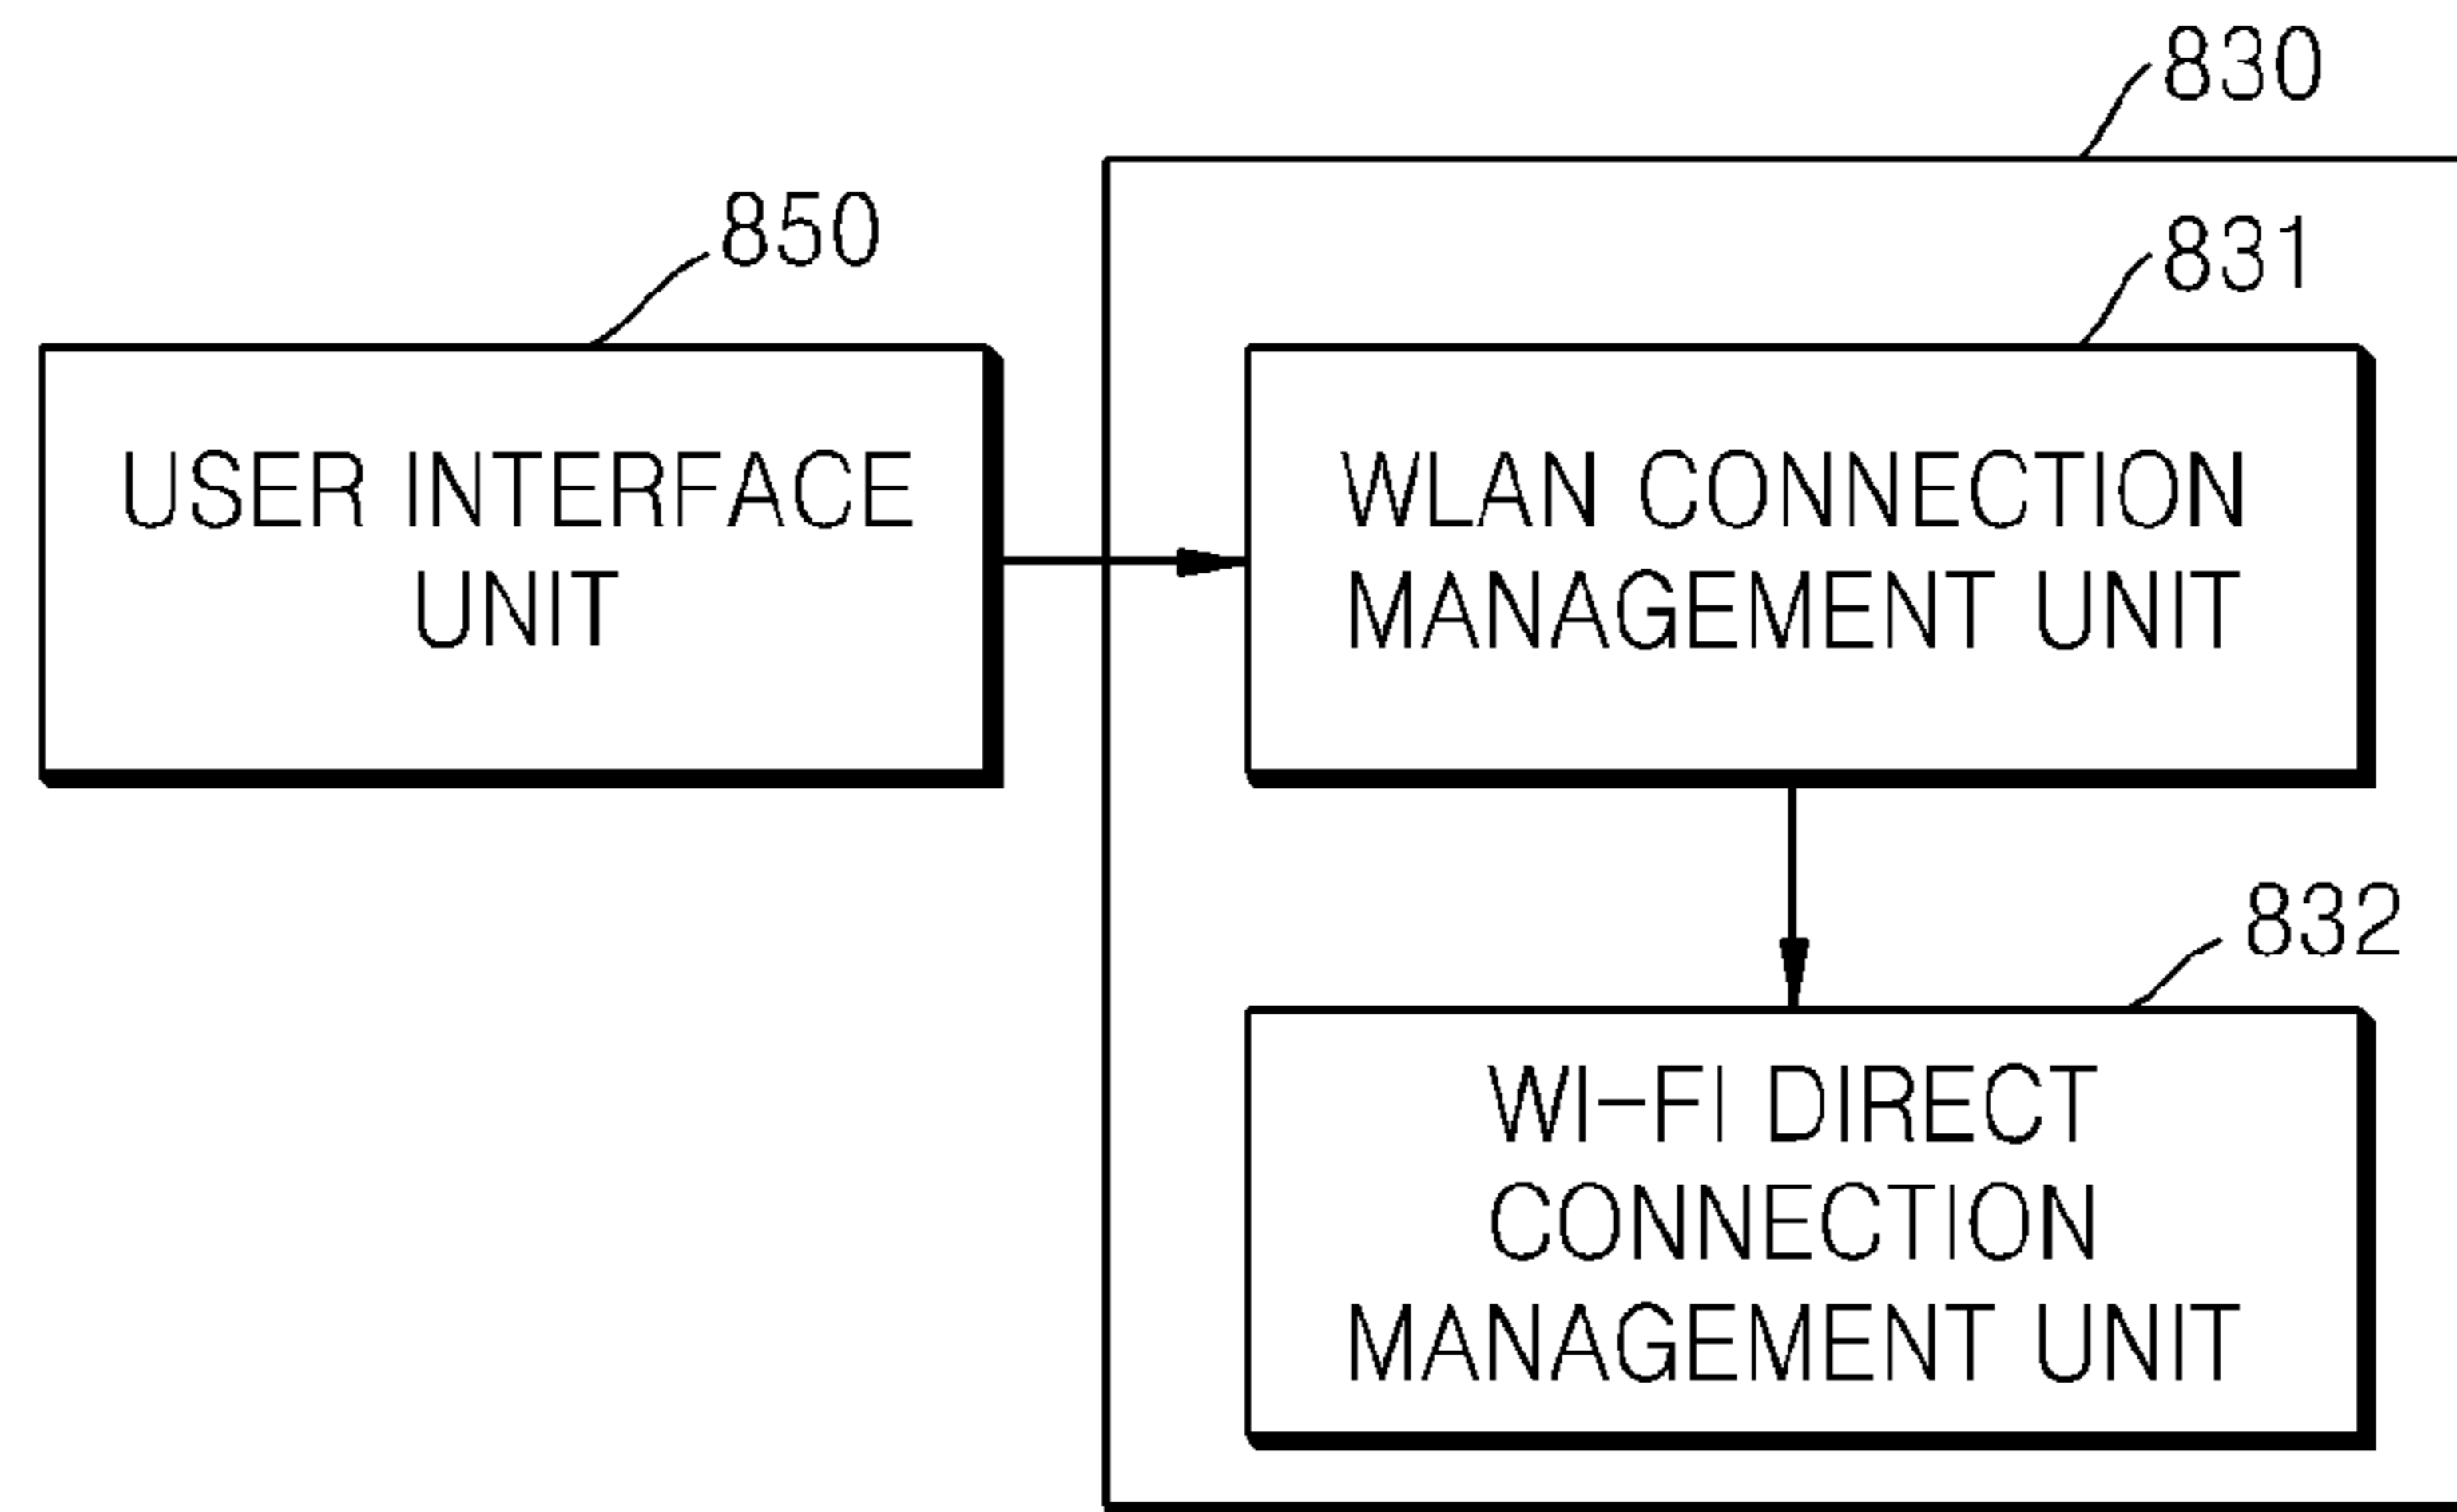 830
850
831
USER INTERFACE
UNIT
WLAN CONNECTION
MANAGEMENT UNIT
832
WI-FI DIRECT
CONNECTION
MANAGEMENT UNIT